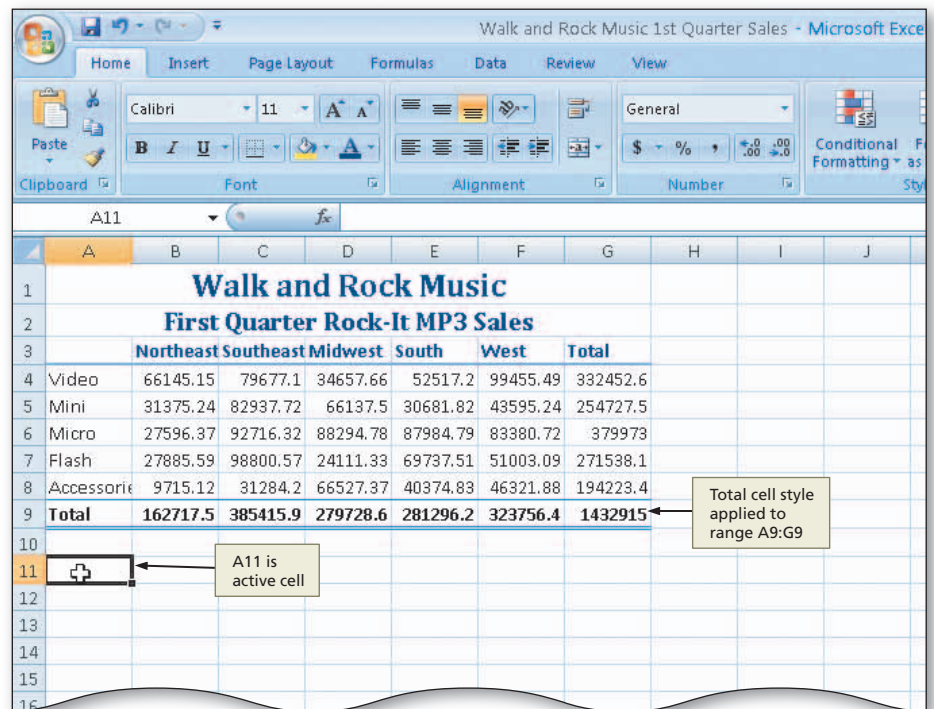 Walk and Rock Music 1st Quarter Sales - Microsoft Exce
Home Insert Page Layout Formulas Data Review View
Calibri 11 A A General
Paste B I U A $ % , .0 .00 .00 .0 Conditional F
Formatting as
Clipboard Font Alignment Number Sty
A11 fx
A B C D E F G H I J
1 Walk and Rock Music
2 First Quarter Rock-It MP3 Sales
3 Northeast Southeast Midwest South West Total
4 Video 66145.15 79677.1 34657.66 52517.2 99455.49 332452.6
5 Mini 31375.24 82937.72 66137.5 30681.82 43595.24 254727.5
6 Micro 27596.37 92716.32 88294.78 87984.79 83380.72 379973
7 Flash 27885.59 98800.57 24111.33 69737.51 51003.09 271538.1
8 Accessorie 9715.12 31284.2 66527.37 40374.83 46321.88 194223.4
9 Total 162717.5 385415.9 279728.6 281296.2 323756.4 1432915
Total cell style
applied to
range A9:G9
10
11
A11 is
active cell
12
13
14
15
16